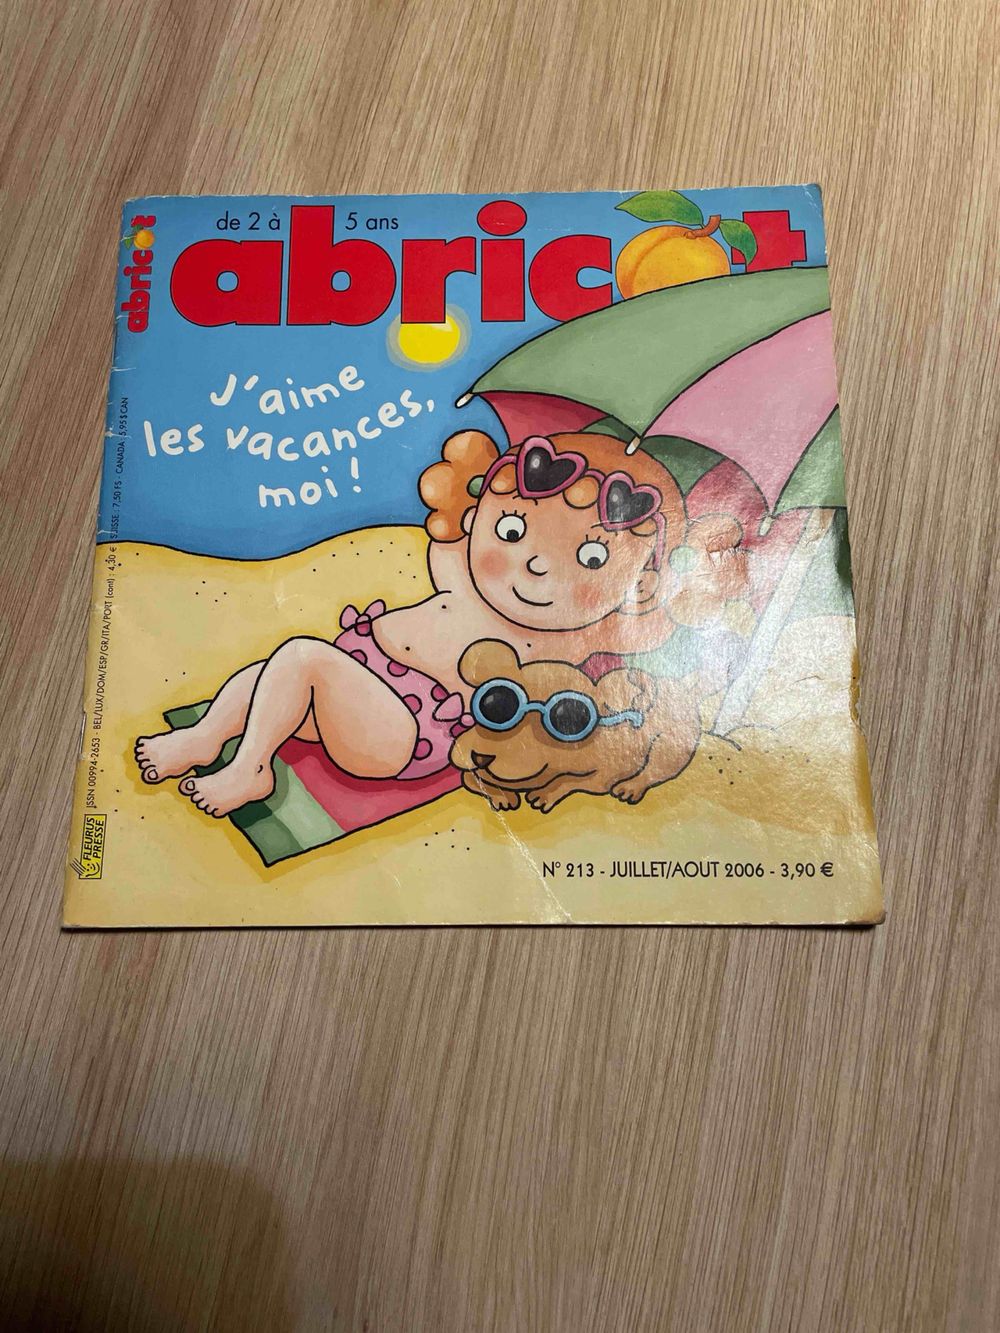 de 2 à 5 ans
abricot
abricot
J'aime
les vacances,
moi !
ISSN 00994-2653 - BEL/LUX/DOM/ESP/GR/ITA/PORT (cont) : 4,30 € SUISSE : 7,50 FS - CANADA : 5,95 $ CAN
FLEURUS
PRESSE
N° 213 - JUILLET/AOUT 2006 - 3,90 €